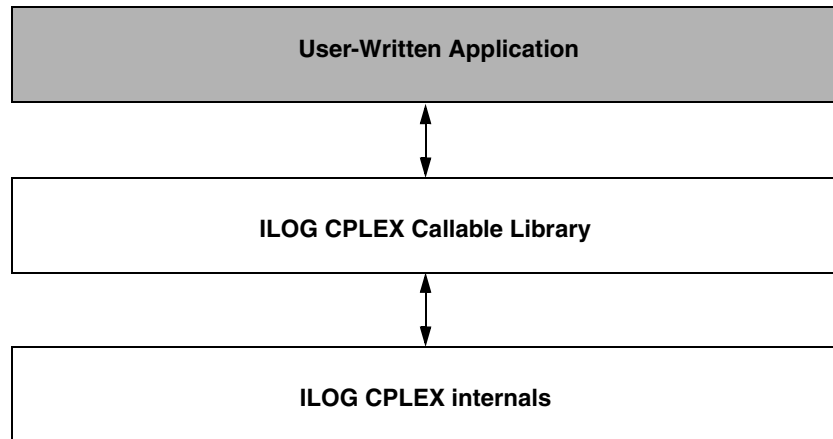 User-Written Application
ILOG CPLEX Callable Library
ILOG CPLEX internals